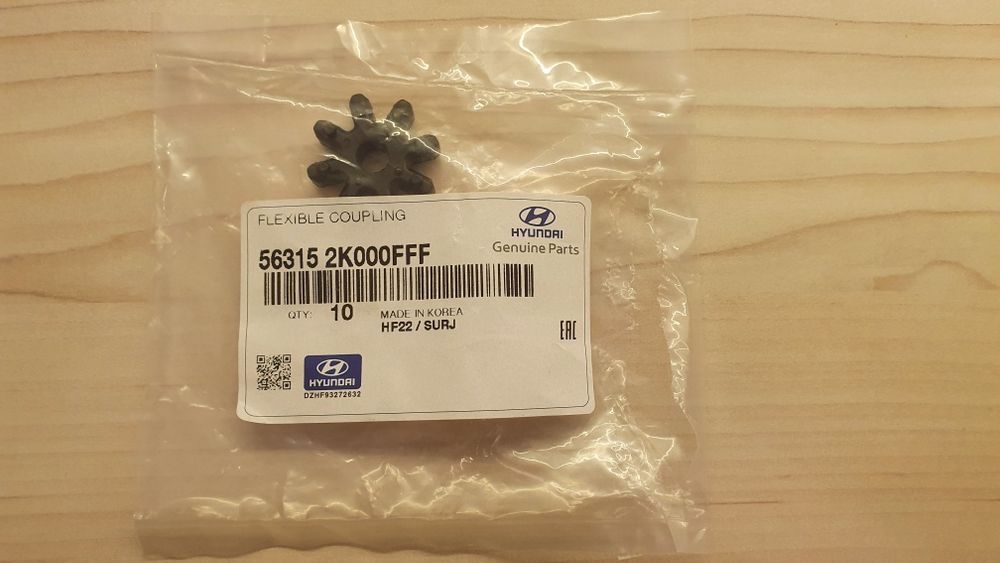 FLEXIBLE COUPLING
HYUNDAI
Genuine Parts
56315 2K000FFF
QTY: 10
MADE IN KOREA
HF22 / SURJ
EAC
HYUNDAI
DZHF93272632